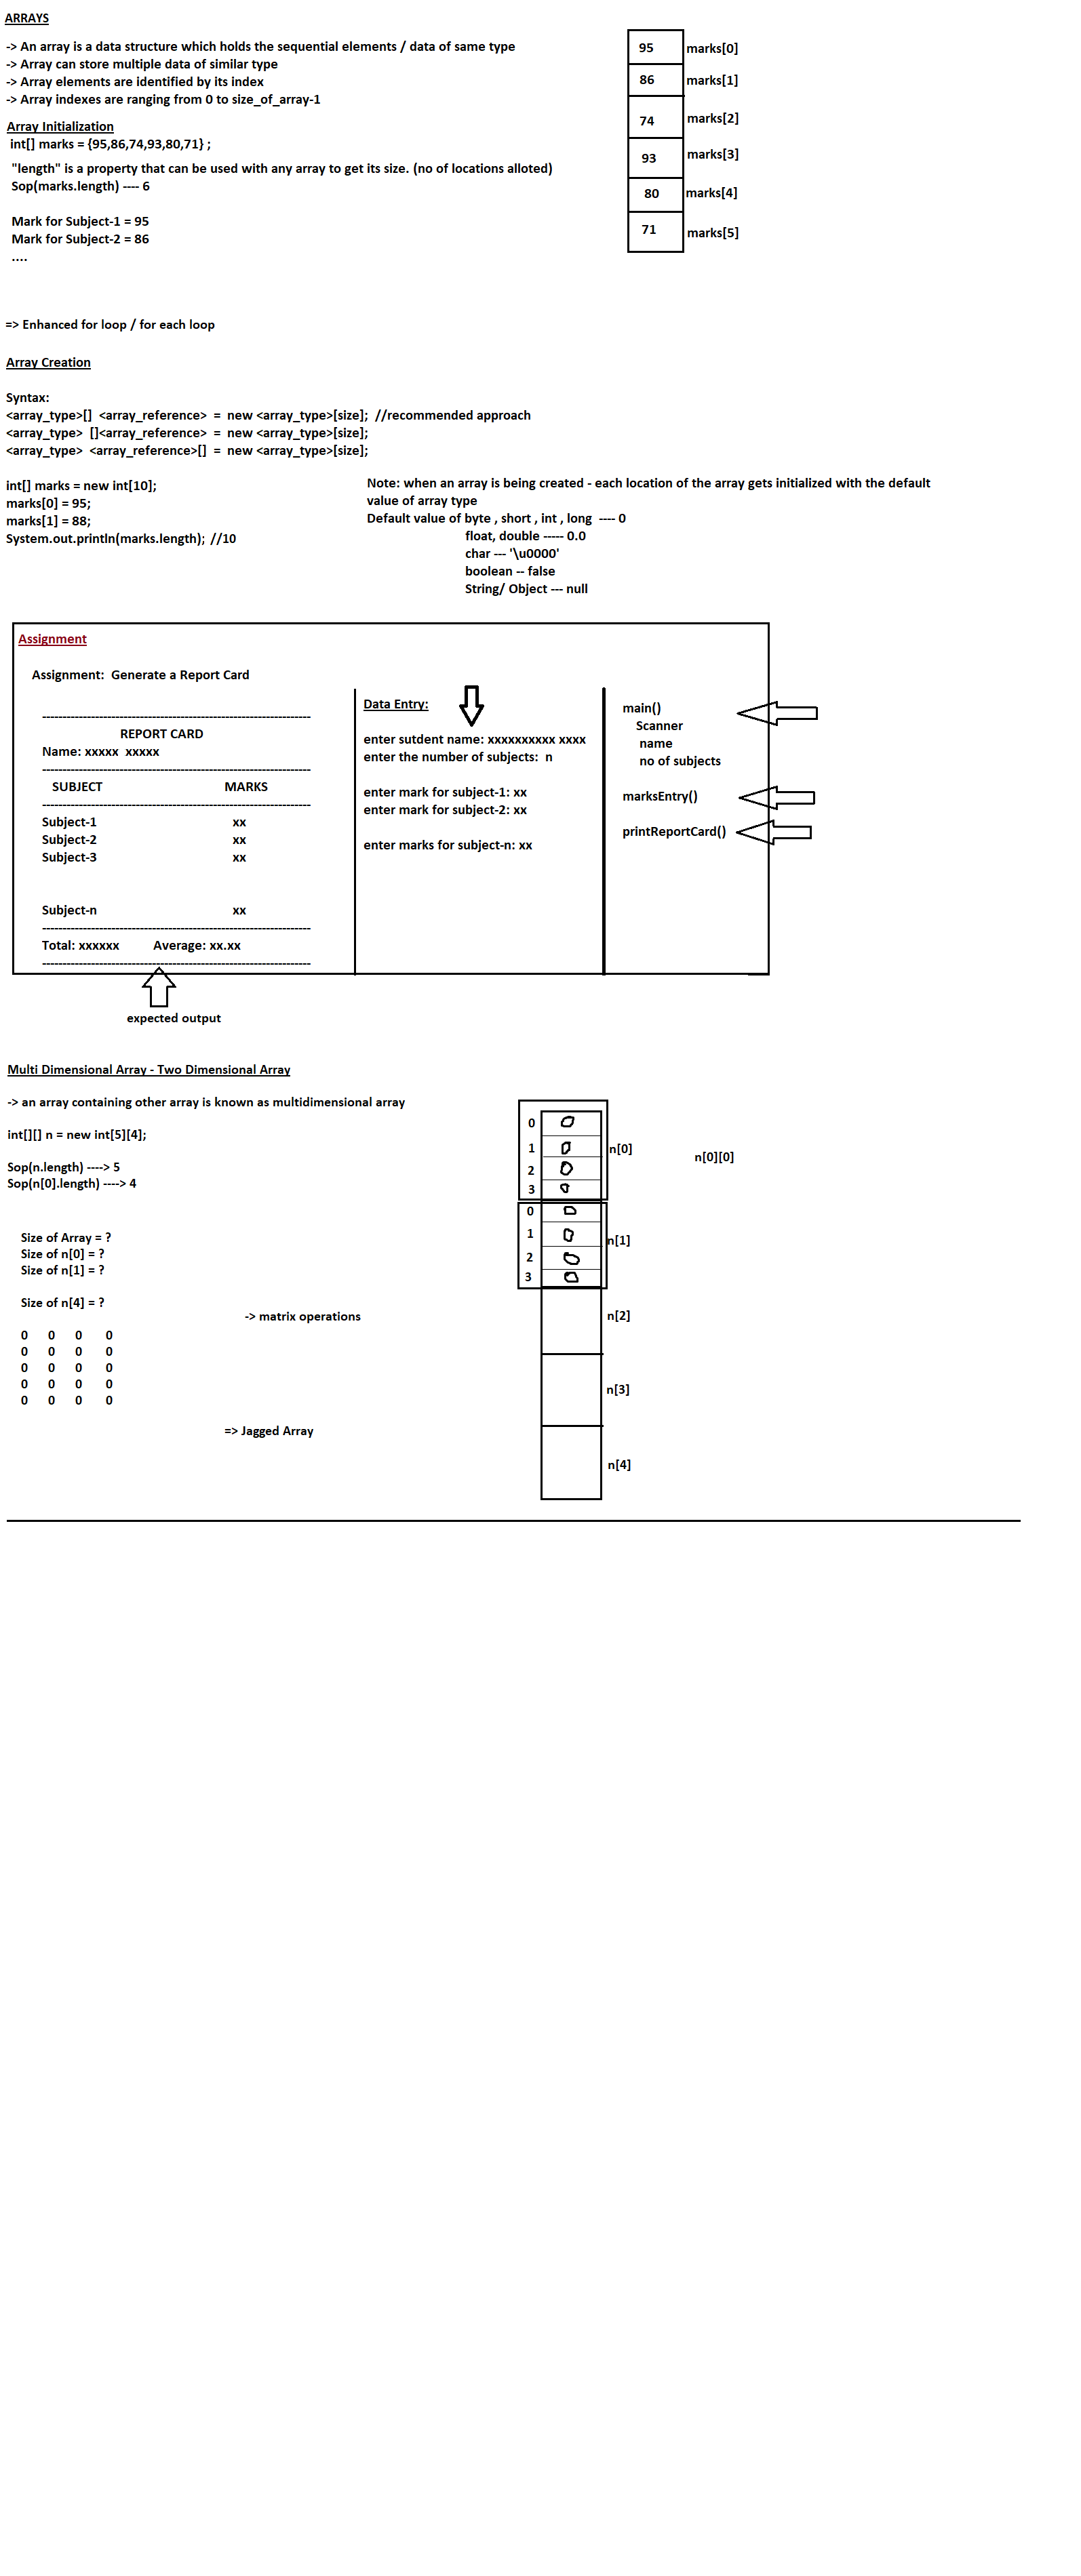 ARRAYS
-> An array is a data structure which holds the sequential elements / data of same type
-> Array can store multiple data of similar type
-> Array elements are identified by its index
-> Array indexes are ranging from 0 to size_of_array-1
Array Initialization
int[] marks = {95,86,74,93,80,71} ;
"length" is a property that can be used with any array to get its size. (no of locations alloted)
Sop(marks.length) ---- 6
Mark for Subject-1 = 95
Mark for Subject-2 = 86
....
95 marks[0]
86 marks[1]
74 marks[2]
93 marks[3]
80 marks[4]
71 marks[5]
=> Enhanced for loop / for each loop
Array Creation
Syntax:
<array_type>[]  <array_reference>  =  new <array_type>[size];  //recommended approach
<array_type>  []<array_reference>  =  new <array_type>[size];
<array_type>  <array_reference>[]  =  new <array_type>[size];
int[] marks = new int[10];
marks[0] = 95;
marks[1] = 88;
System.out.println(marks.length);  //10
Note: when an array is being created - each location of the array gets initialized with the default
value of array type
Default value of byte , short , int , long  ---- 0
float, double ----- 0.0
char --- '\u0000'
boolean -- false
String/ Object --- null
Assignment
Assignment:  Generate a Report Card
------------------------------------------------------------------
REPORT CARD
Name: xxxxx  xxxxx
------------------------------------------------------------------
SUBJECT MARKS
------------------------------------------------------------------
Subject-1 xx
Subject-2 xx
Subject-3 xx
Subject-n xx
------------------------------------------------------------------
Total: xxxxxx Average: xx.xx
------------------------------------------------------------------
expected output
Data Entry:
enter sutdent name: xxxxxxxxxx xxxx
enter the number of subjects:  n
enter mark for subject-1: xx
enter mark for subject-2: xx
enter marks for subject-n: xx
main()
Scanner
name
no of subjects
marksEntry()
printReportCard()
Multi Dimensional Array - Two Dimensional Array
-> an array containing other array is known as multidimensional array
int[][] n = new int[5][4];
Sop(n.length) ----> 5
Sop(n[0].length) ----> 4
Size of Array = ?
Size of n[0] = ?
Size of n[1] = ?
Size of n[4] = ?
-> matrix operations
0 0 0 0
0 0 0 0
0 0 0 0
0 0 0 0
0 0 0 0
=> Jagged Array
0 0
1 0
2 0
3 0
n[0]
n[0][0]
0 0
1 0
2 0
3 0
n[1]
n[2]
n[3]
n[4]